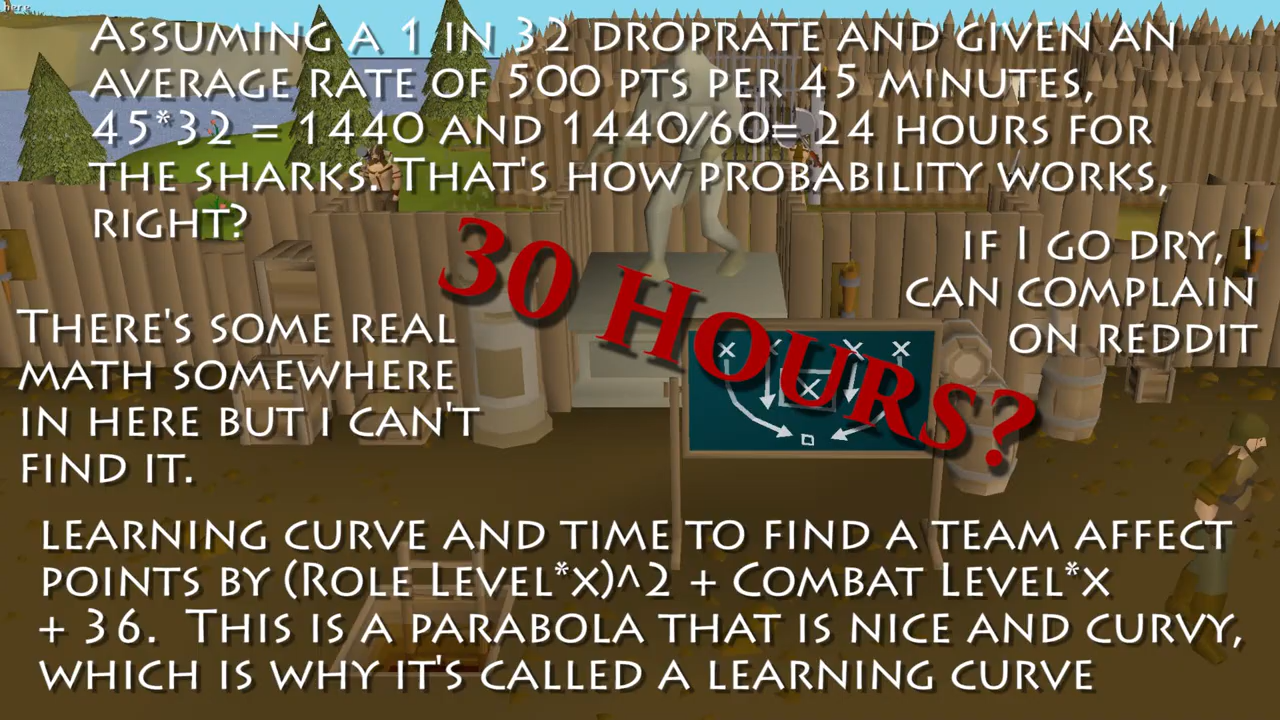 here
Assuming a 1 in 32 droprate and given an
average rate of 500 pts per 45 minutes,
45*32 = 1440 and 1440/60= 24 hours for
the sharks. That's how probability works,
right?
if I go dry, I
can complain
on reddit
30 Hours?
There's some real
math somewhere
in here but I can't
find it.
learning curve and time to find a team affect
points by (Role Level*x)^2 + Combat Level*x
+ 36. This is a parabola that is nice and curvy,
which is why it's called a learning curve